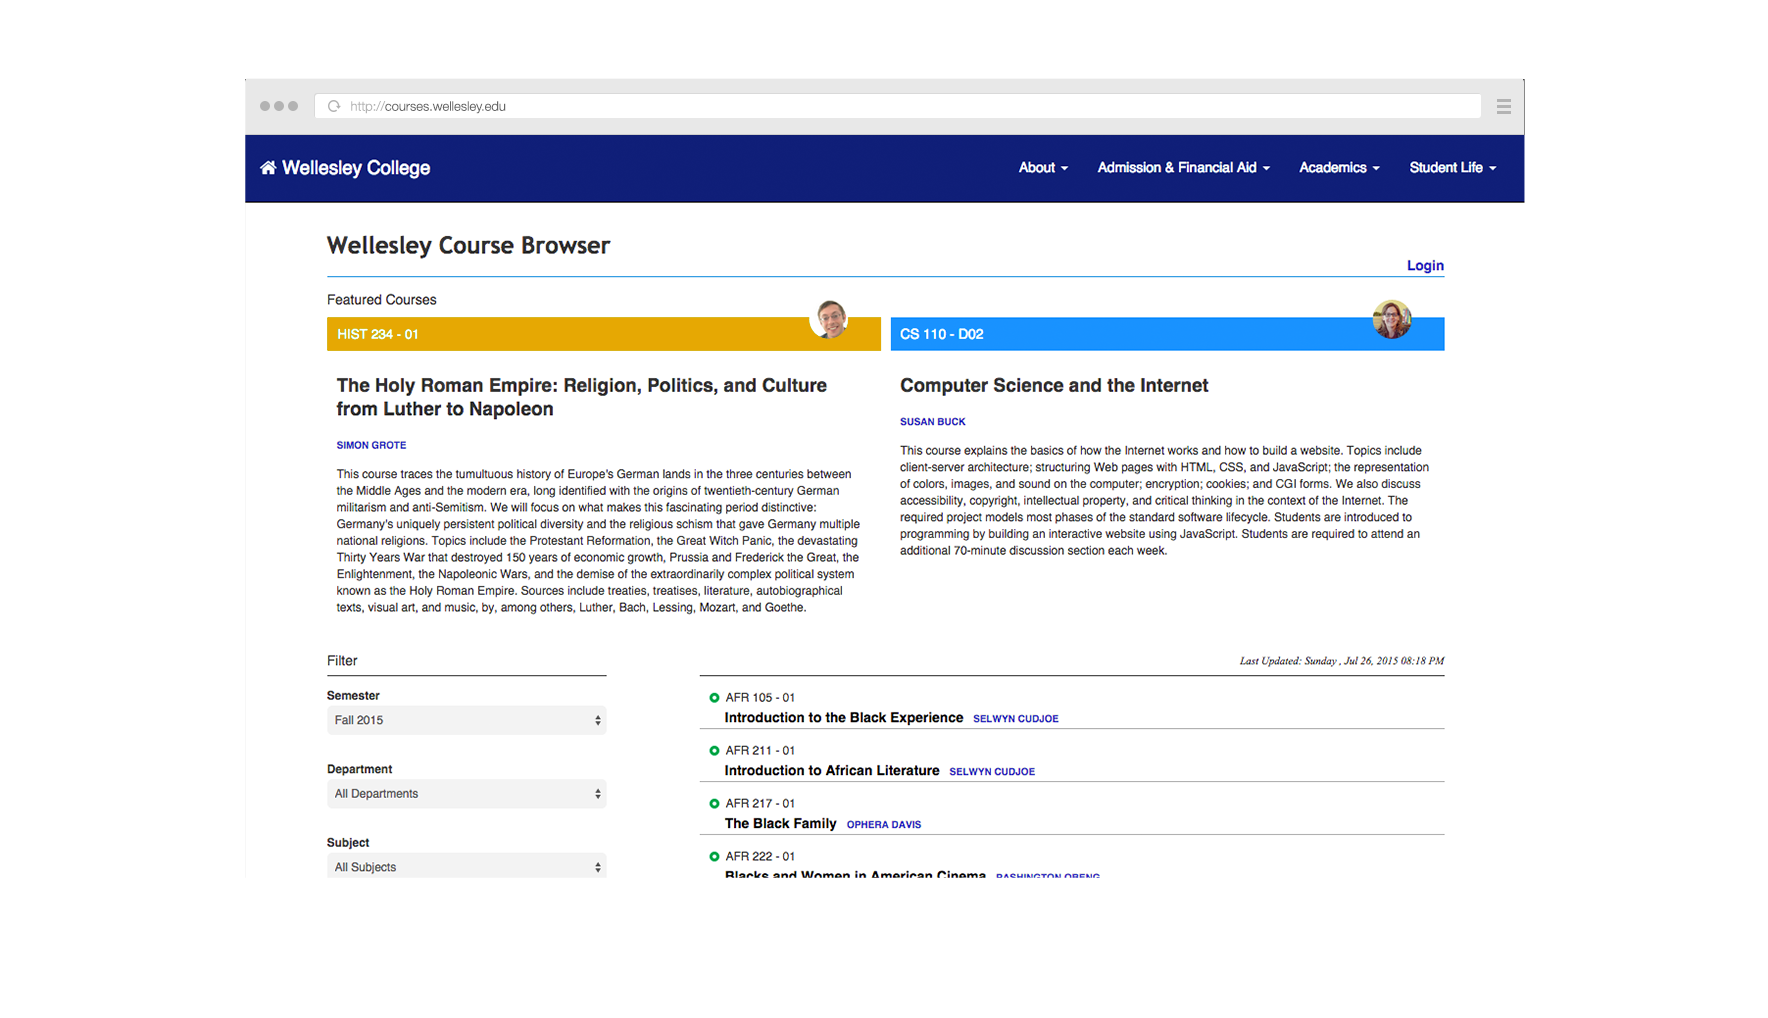 http://courses.wellesley.edu
Wellesley College
About
Admission & Financial Aid
Academics
Student Life
Wellesley Course Browser
Login
Featured Courses
HIST 234 - 01
The Holy Roman Empire: Religion, Politics, and Culture
from Luther to Napoleon
SIMON GROTE
This course traces the tumultuous history of Europe's German lands in the three centuries between
the Middle Ages and the modern era, long identified with the origins of twentieth-century German
militarism and anti-Semitism. We will focus on what makes this fascinating period distinctive:
Germany's uniquely persistent political diversity and the religious schism that gave Germany multiple
national religions. Topics include the Protestant Reformation, the Great Witch Panic, the devastating
Thirty Years War that destroyed 150 years of economic growth, Prussia and Frederick the Great, the
Enlightenment, the Napoleonic Wars, and the demise of the extraordinarily complex political system
known as the Holy Roman Empire. Sources include treaties, treatises, literature, autobiographical
texts, visual art, and music, by, among others, Luther, Bach, Lessing, Mozart, and Goethe.
CS 110 - D02
Computer Science and the Internet
SUSAN BUCK
This course explains the basics of how the Internet works and how to build a website. Topics include
client-server architecture; structuring Web pages with HTML, CSS, and JavaScript; the representation
of colors, images, and sound on the computer; encryption; cookies; and CGI forms. We also discuss
accessibility, copyright, intellectual property, and critical thinking in the context of the Internet. The
required project models most phases of the standard software lifecycle. Students are introduced to
programming by building an interactive website using JavaScript. Students are required to attend an
additional 70-minute discussion section each week.
Filter
Semester
Fall 2015
Department
All Departments
Subject
All Subjects
Last Updated: Sunday , Jul 26, 2015 08:18 PM
AFR 105 - 01
Introduction to the Black Experience SELWYN CUDJOE
AFR 211 - 01
Introduction to African Literature SELWYN CUDJOE
AFR 217 - 01
The Black Family OPHERA DAVIS
AFR 222 - 01
Blacks and Women in American Cinema PASHINGTON OBENG